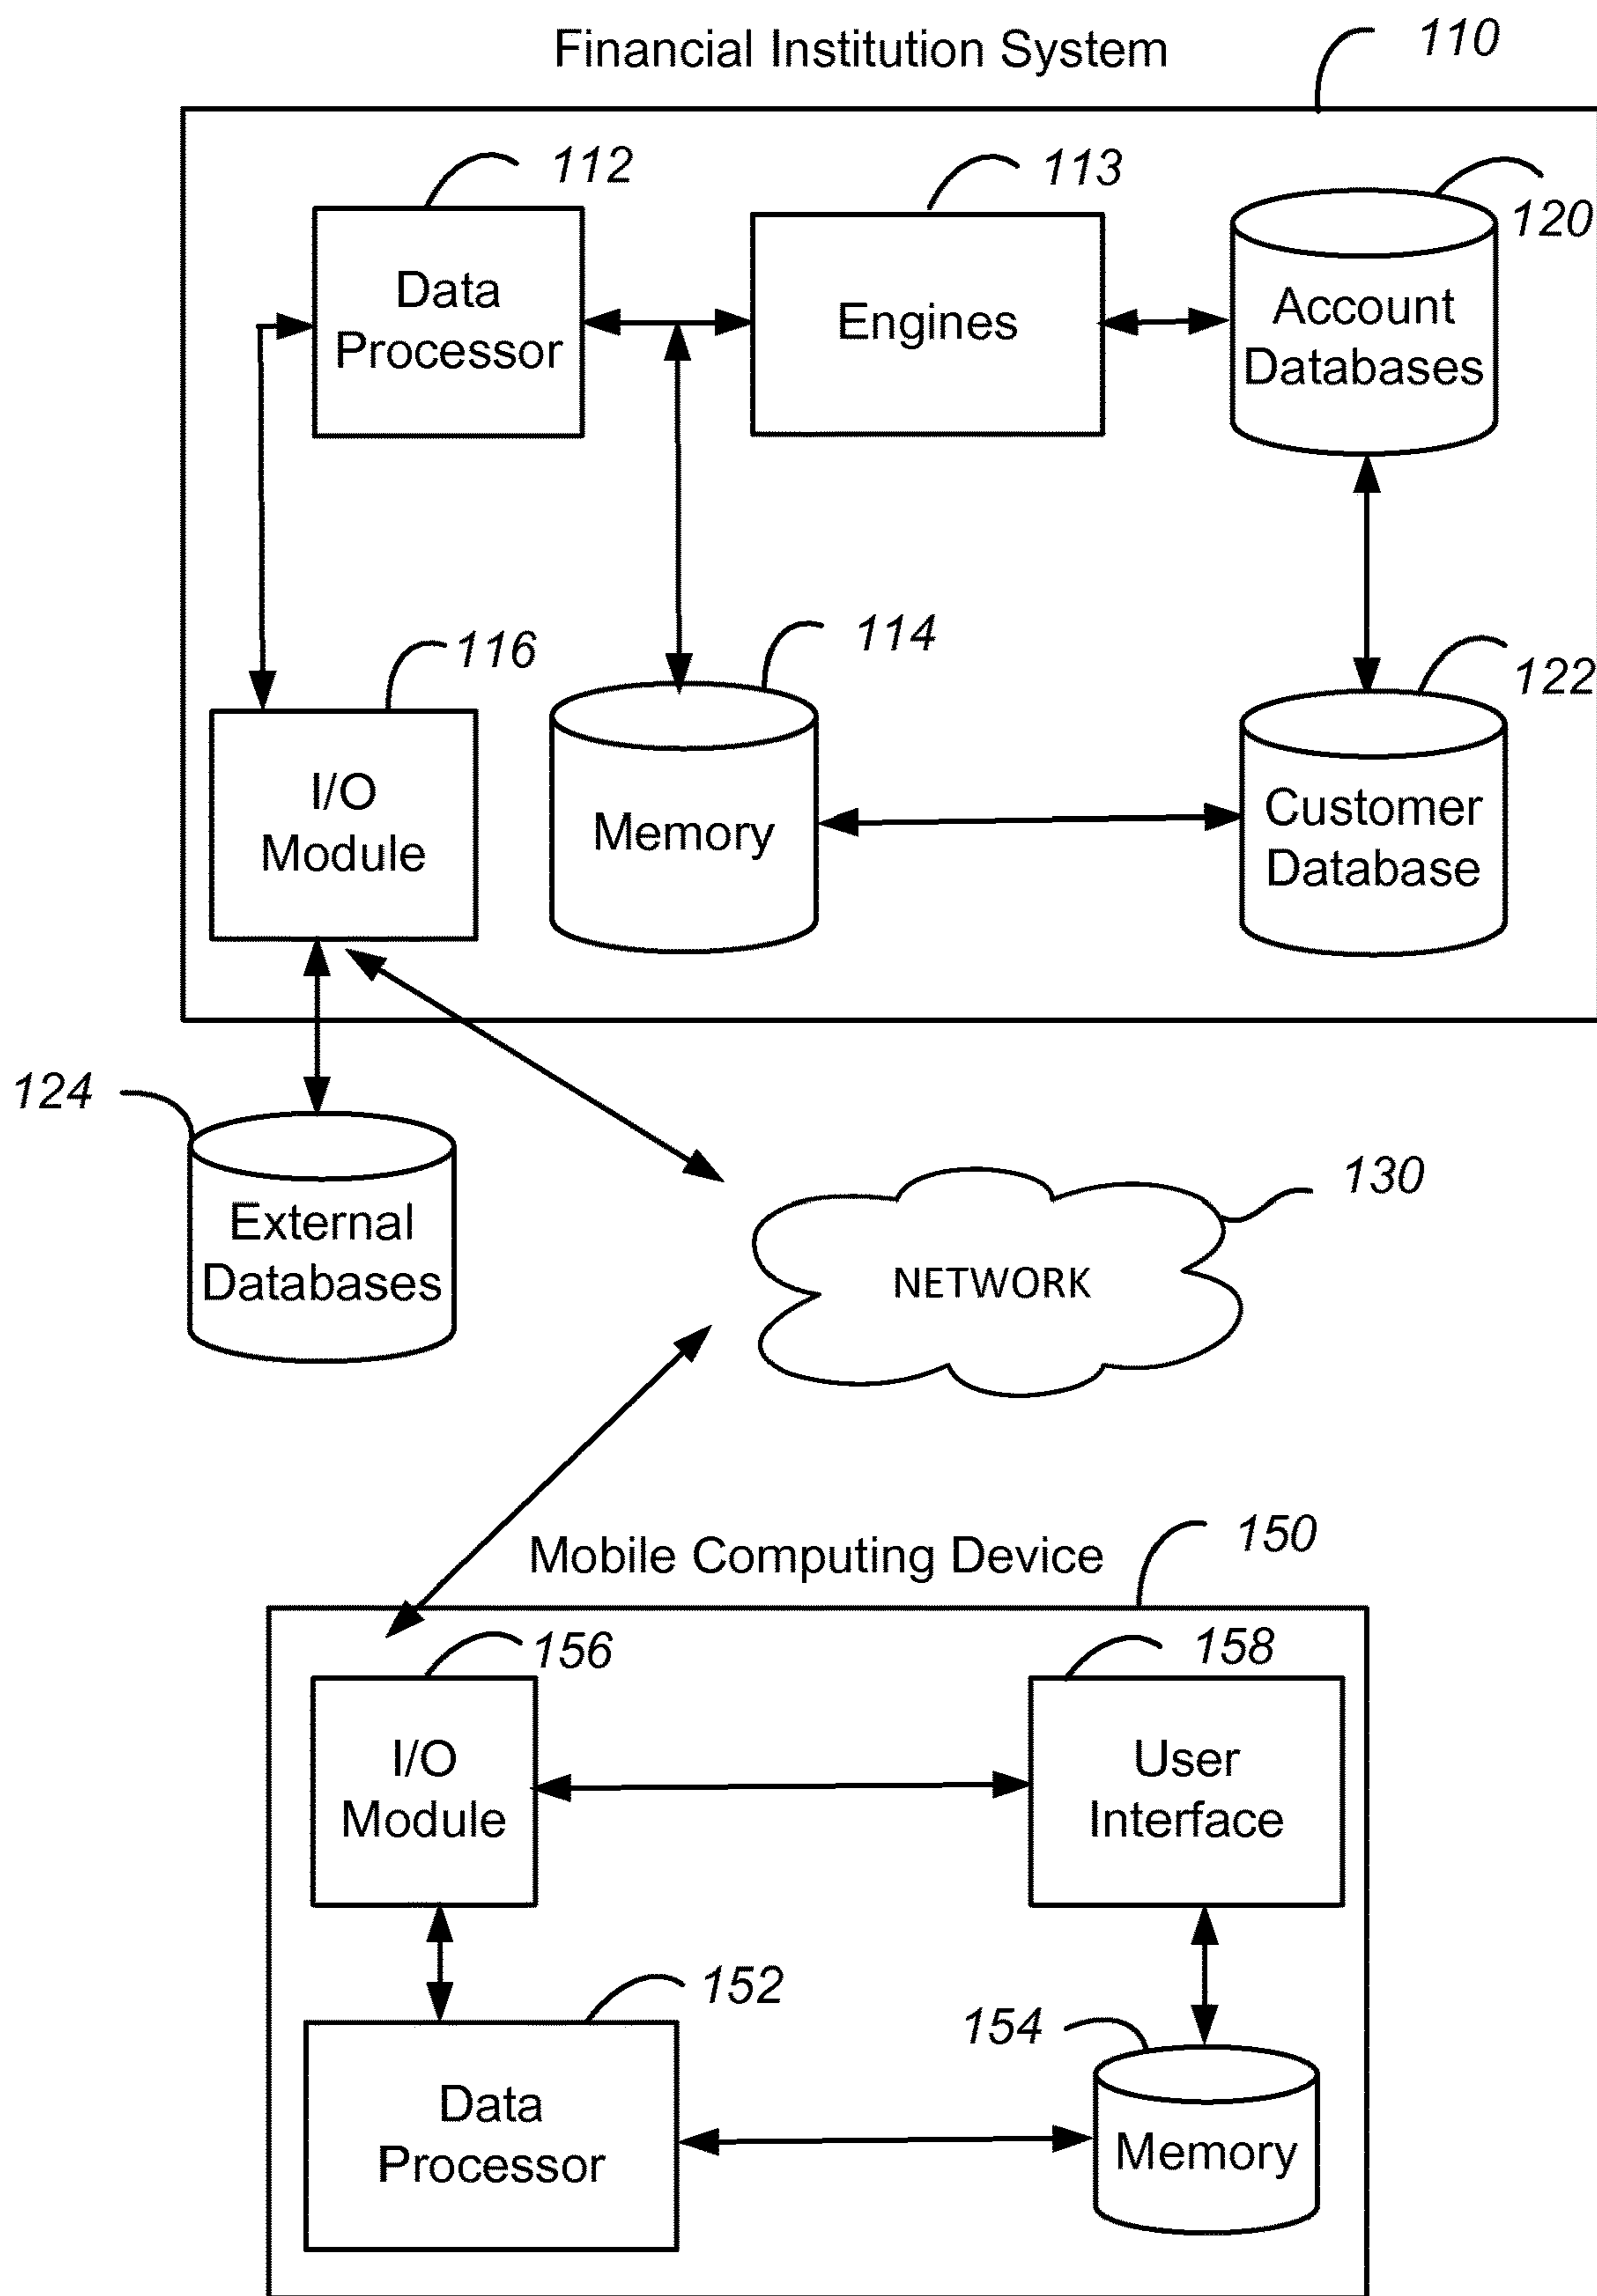 Financial Institution System
110
112
113
120
Data
Processor
Engines
Account
Databases
116
114
122
I/O
Module
Memory
Customer
Database
124
External
Databases
130
NETWORK
Mobile Computing Device
150
156
158
I/O
Module
User
Interface
152
154
Data
Processor
Memory